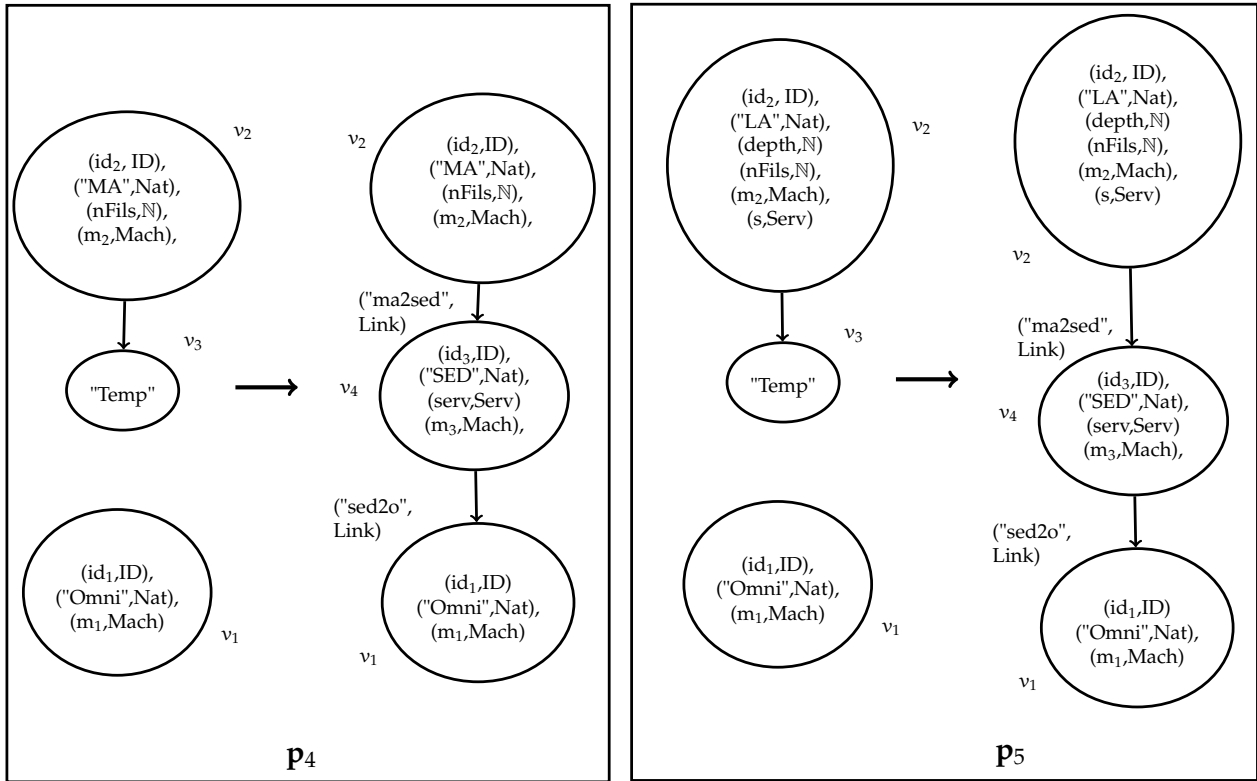 v₂
(id₂, ID),
("MA",Nat),
(nFils,ℕ),
(m₂,Mach),
v₃
"Temp"
(id₁,ID),
("Omni",Nat),
(m₁,Mach)
v₁
v₂
(id₂,ID),
("MA",Nat),
(nFils,ℕ),
(m₂,Mach),
("ma2sed",
Link)
(id₃,ID),
("SED",Nat),
(serv,Serv)
(m₃,Mach),
v₄
("sed2o",
Link)
(id₁,ID)
("Omni",Nat),
(m₁,Mach)
v₁
p₄
(id₂, ID),
("LA",Nat),
(depth,ℕ)
(nFils,ℕ),
(m₂,Mach),
(s,Serv)
v₂
v₃
"Temp"
(id₁,ID),
("Omni",Nat),
(m₁,Mach)
v₁
(id₂, ID),
("LA",Nat),
(depth,ℕ)
(nFils,ℕ),
(m₂,Mach),
(s,Serv)
v₂
("ma2sed",
Link)
(id₃,ID),
("SED",Nat),
(serv,Serv)
(m₃,Mach),
v₄
("sed2o",
Link)
(id₁,ID)
("Omni",Nat),
(m₁,Mach)
v₁
p₅